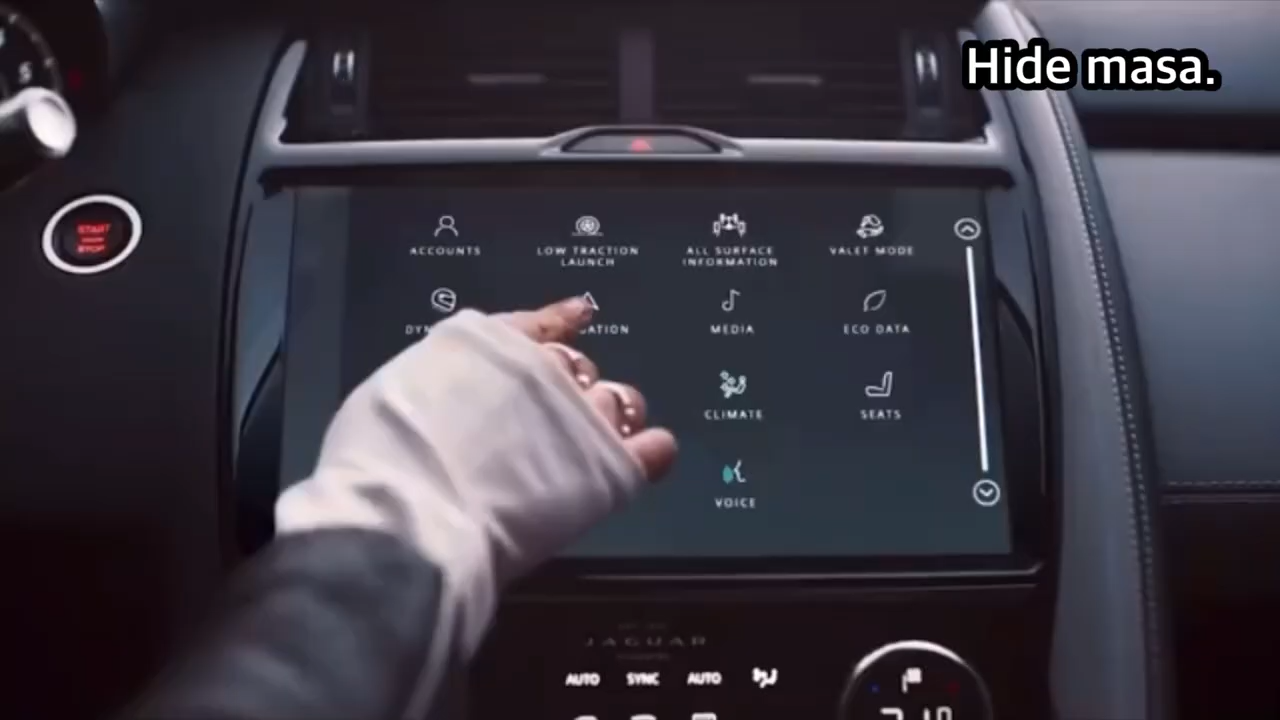 Hide masa.
5
START
STOP
ACCOUNTS
LOW TRACTION
LAUNCH
ALL SURFACE
INFORMATION
VALET MODE
MEDIA
ECO DATA
CLIMATE
SEATS
VOICE
JAGUAR
AUTO SYNC AUTO